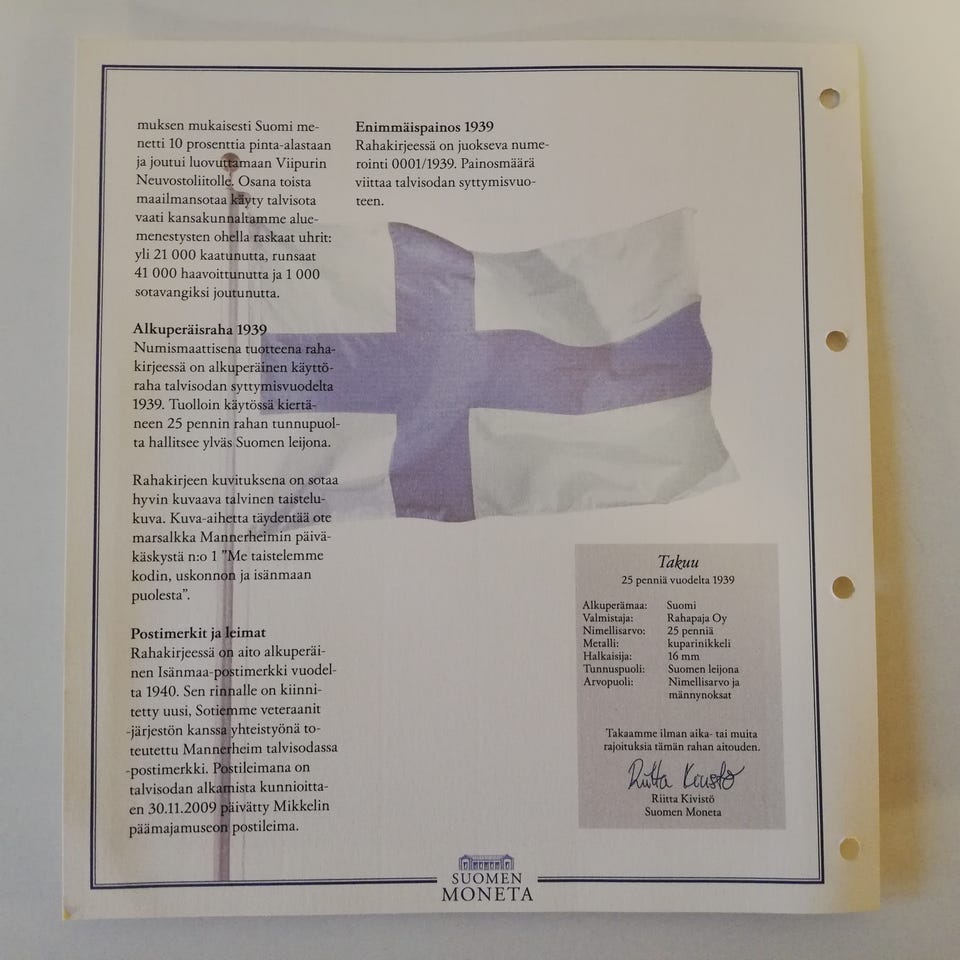 muksen mukaisesti Suomi me-
netti 10 prosenttia pinta-alastaan
ja joutui luovuttamaan Viipurin
Neuvostoliitolle. Osana toista
maailmansotaa käyty talvisota
vaati kansakunnaltamme alue-
menestysten ohella raskaat uhrit:
yli 21 000 kaatunutta, runsaat
41 000 haavoittunutta ja 1 000
sotavangiksi joutunutta.
Alkuperäisraha 1939
Numismaattisena tuotteena raha-
kirjeessä on alkuperäinen käyttö-
raha talvisodan syttymisvuodelta
1939. Tuolloin käytössä kiertä-
neen 25 pennin rahan tunnupuol-
ta hallitsee ylväs Suomen leijona.
Rahakirjeen kuvituksena on sotaa
hyvin kuvaava talvinen taistelu-
kuva. Kuva-aihetta täydentää ote
marsalkka Mannerheimin päivä-
käskystä n:o 1 "Me taistelemme
kodin, uskonnon ja isänmaan
puolesta".
Postimerkit ja leimat
Rahakirjeessä on aito alkuperäi-
nen Isänmaa-postimerkki vuodel-
ta 1940. Sen rinnalle on kiinni-
tetty uusi, Sotiemme veteraanit
-järjestön kanssa yhteistyönä to-
teutettu Mannerheim talvisodassa
-postimerkki. Postileimana on
talvisodan alkamista kunnioitta-
en 30.11.2009 päivätty Mikkelin
päämajamuseon postileima.
Enimmäispainos 1939
Rahakirjeessä on juokseva nume-
rointi 0001/1939. Painosmäärä
viittaa talvisodan syttymisvuo-
teen.
Takuu
25 penniä vuodelta 1939
Alkuperämaa: Suomi
Valmistaja: Rahapaja Oy
Nimellisarvo: 25 penniä
Metalli: kuparinikkeli
Halkaisija: 16 mm
Tunnuspuoli: Suomen leijona
Arvopuoli: Nimellisarvo ja
männynoksat
Takaamme ilman aika- tai muita
rajoituksia tämän rahan aitouden.
Riitta Kivistö
Riitta Kivistö
Suomen Moneta
SUOMEN
MONETA